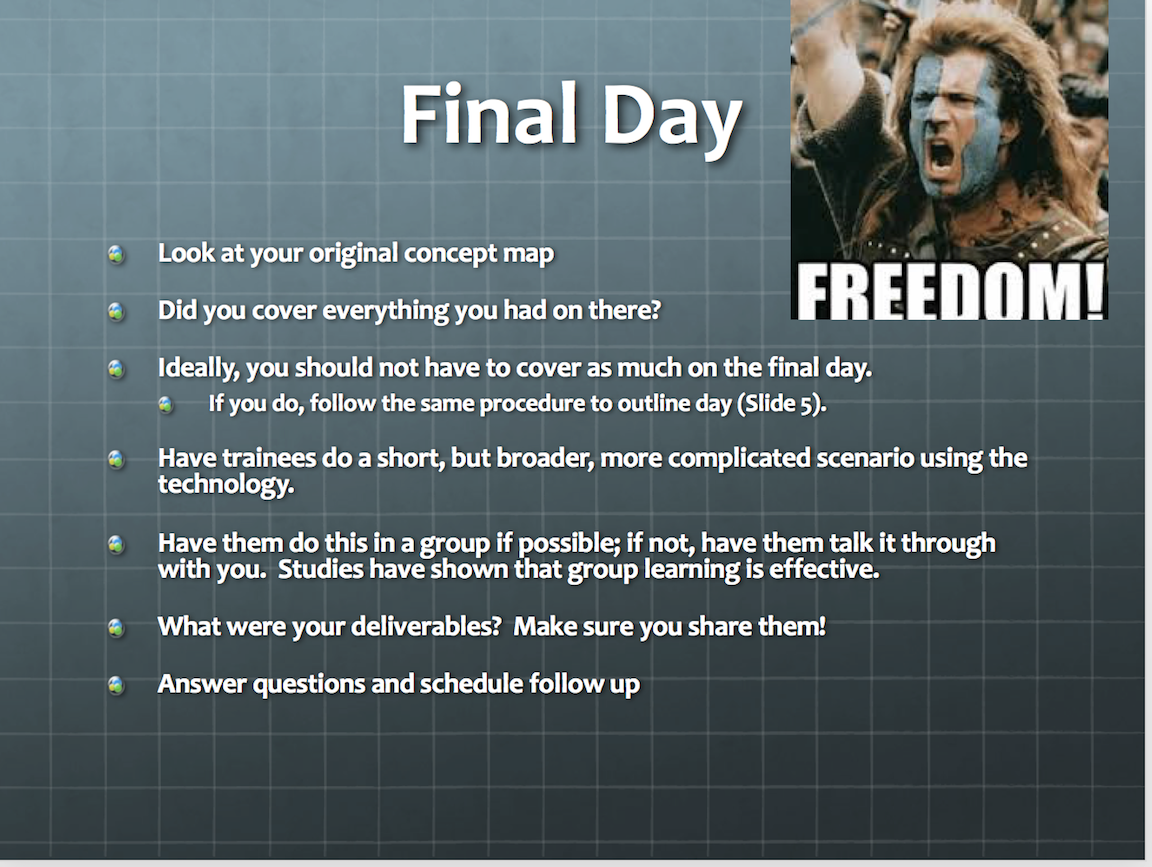 Final Day
FREEDOM!
Look at your original concept map
Did you cover everything you had on there?
Ideally, you should not have to cover as much on the final day.
If you do, follow the same procedure to outline day (Slide 5).
Have trainees do a short, but broader, more complicated scenario using the
technology.
Have them do this in a group if possible; if not, have them talk it through
with you.  Studies have shown that group learning is effective.
What were your deliverables?  Make sure you share them!
Answer questions and schedule follow up